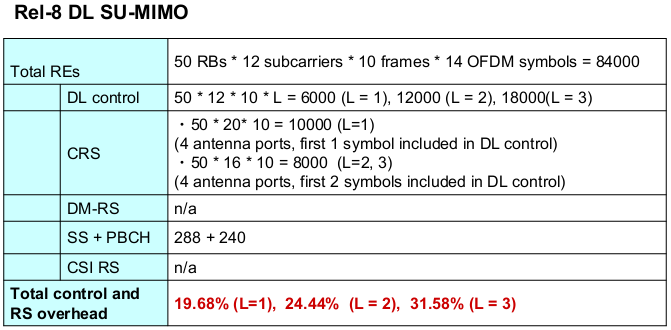 Rel-8 DL SU-MIMO
Total REs
50 RBs * 12 subcarriers * 10 frames * 14 OFDM symbols = 84000
DL control
50 * 12 * 10 * L = 6000 (L = 1), 12000 (L = 2), 18000(L = 3)
CRS
・50 * 20* 10 = 10000 (L=1)
(4 antenna ports, first 1 symbol included in DL control)
・50 * 16 * 10 = 8000 (L=2, 3)
(4 antenna ports, first 2 symbols included in DL control)
DM-RS
n/a
SS + PBCH
288 + 240
CSI RS
n/a
Total control and
RS overhead
19.68% (L=1), 24.44% (L = 2), 31.58% (L = 3)